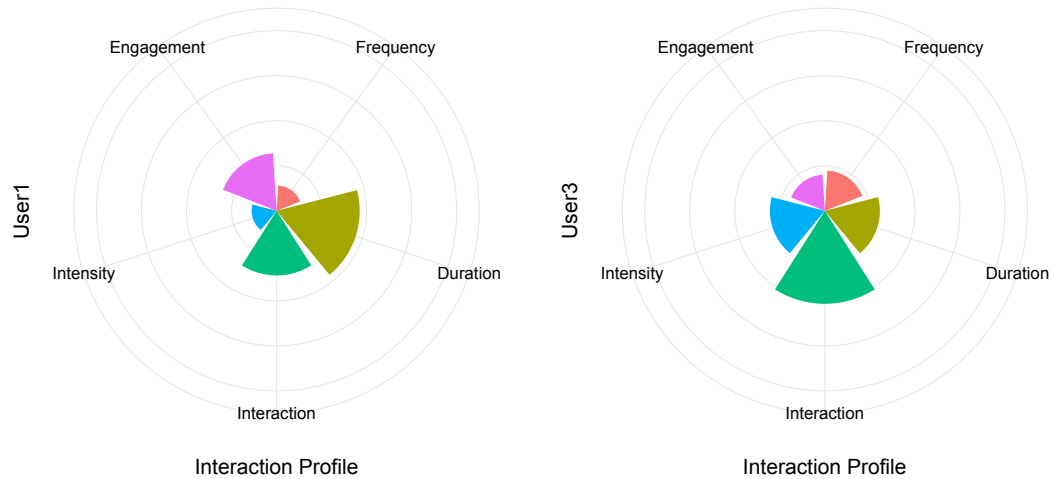 Engagement
Frequency
User1
Intensity
Duration
Interaction
Interaction Profile
Engagement
Frequency
User3
Intensity
Duration
Interaction
Interaction Profile